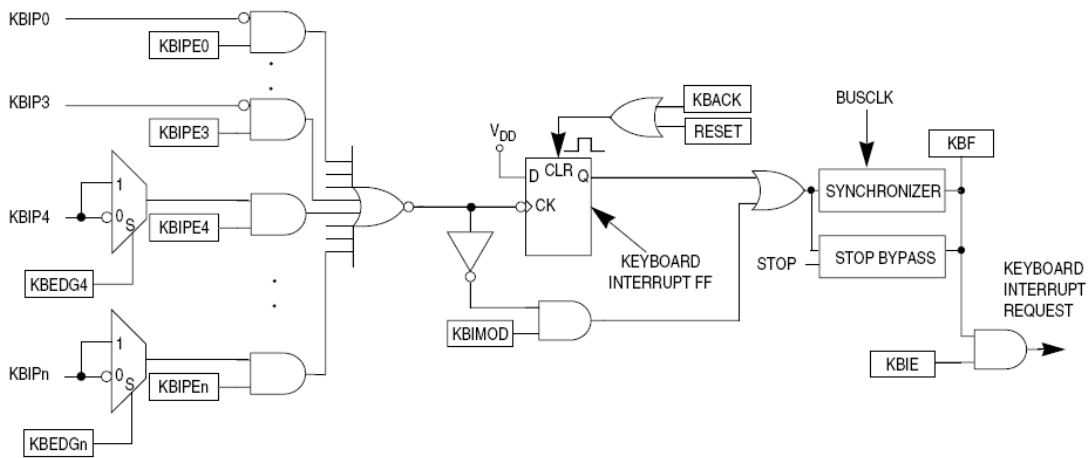 KBIP0
KBIPE0
KBIP3
KBIPE3
KBIP4
1
0
S
KBIPE4
KBEDG4
KBIPn
1
0
S
KBIPEn
KBEDGn
VDD
D
CLR
Q
CK
KBACK
RESET
KEYBOARD
INTERRUPT FF
KBIMOD
BUSCLK
SYNCHRONIZER
STOP
STOP BYPASS
KBF
KBIE
KEYBOARD
INTERRUPT
REQUEST